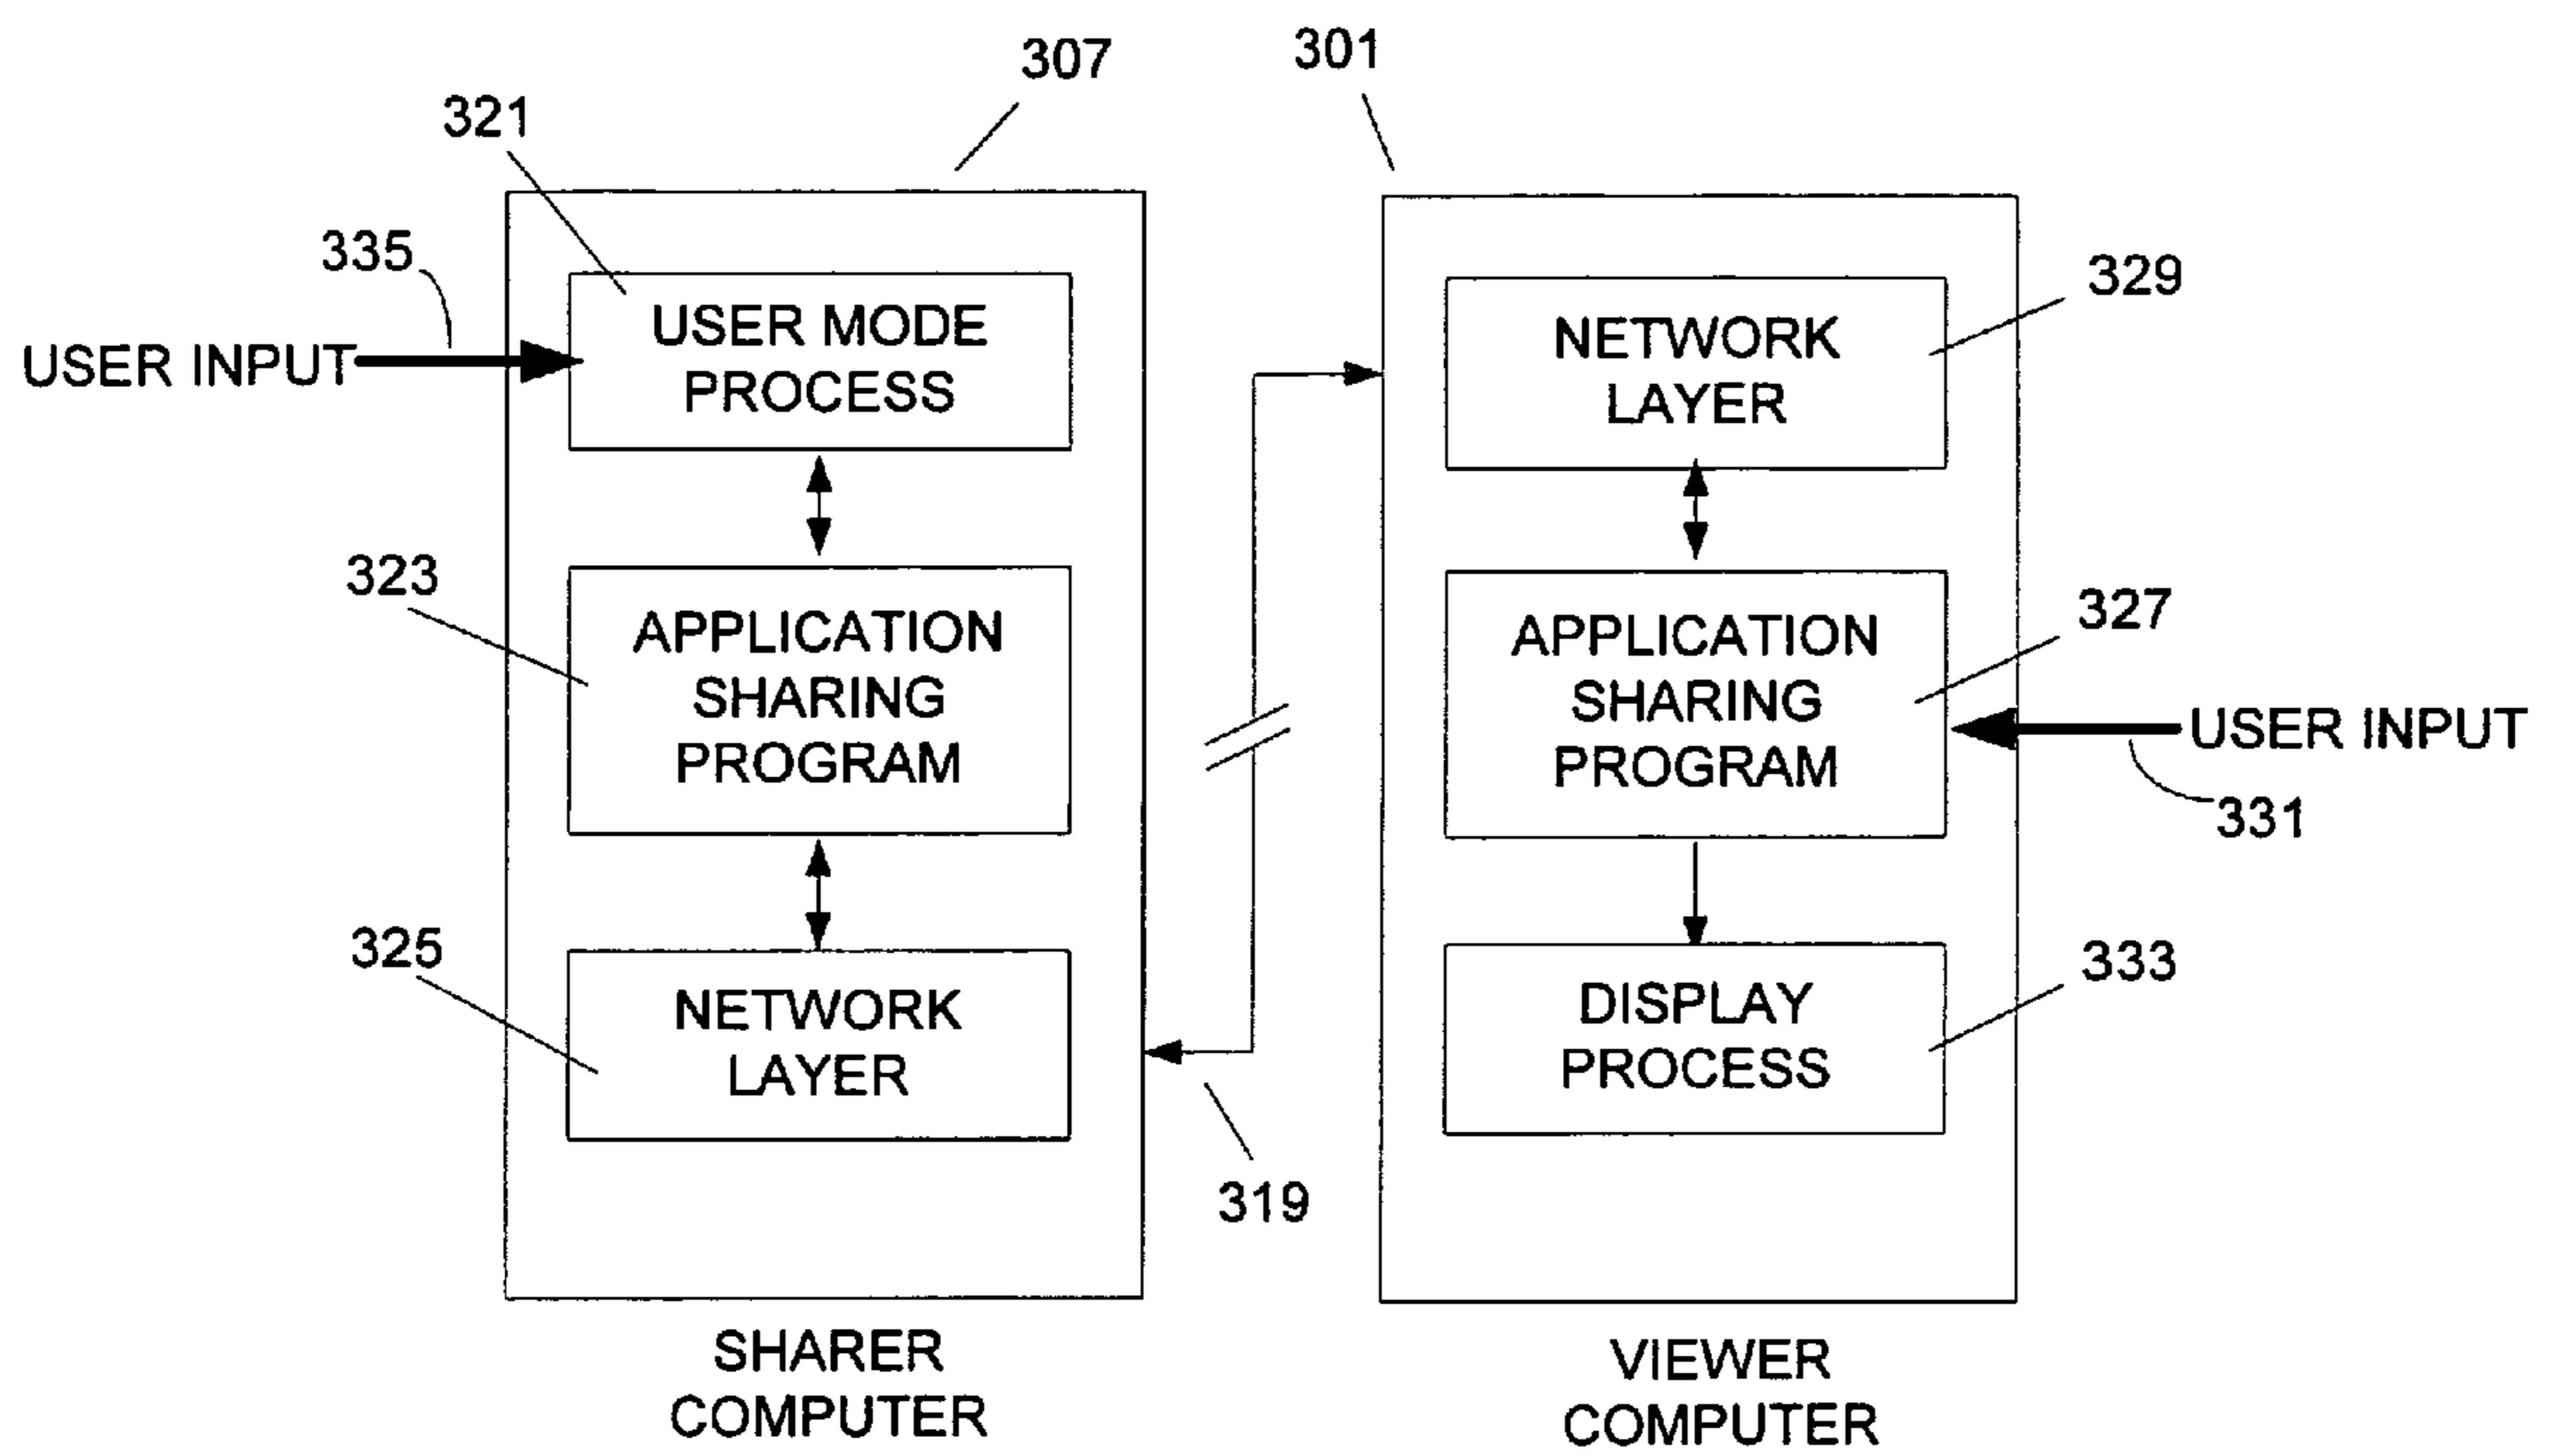 307
301
321
335
USER INPUT
USER MODE
PROCESS
NETWORK
LAYER
329
323
APPLICATION
SHARING
PROGRAM
APPLICATION
SHARING
PROGRAM
327
USER INPUT
331
325
NETWORK
LAYER
DISPLAY
PROCESS
333
319
SHARER
COMPUTER
VIEWER
COMPUTER